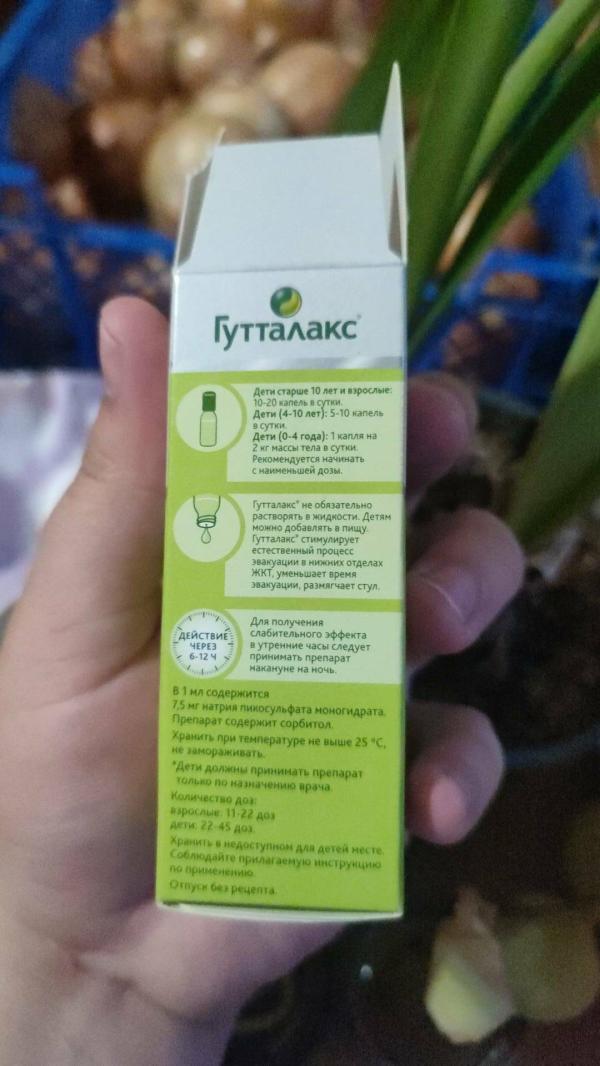 Гутталакс®
Дети старше 10 лет и взрослые:
10-20 капель в сутки.
Дети (4-10 лет): 5-10 капель
в сутки.
Дети (0-4 года): 1 капля на
2 кг массы тела в сутки.
Рекомендуется начинать
с наименьшей дозы.
Гутталакс® не обязательно
растворять в жидкости. Детям
можно добавлять в пищу.
Гутталакс® стимулирует
естественный процесс
эвакуации в нижних отделах
ЖКТ, уменьшает время
эвакуации, размягчает стул.
ДЕЙСТВИЕ
ЧЕРЕЗ
6-12 Ч
Для получения
слабительного эффекта
в утренние часы следует
принимать препарат
накануне на ночь.
В 1 мл содержится
7,5 мг натрия пикосульфата моногидрата.
Препарат содержит сорбитол.
Хранить при температуре не выше 25 °C,
не замораживать.
*Дети должны принимать препарат
только по назначению врача.
Количество доз:
взрослые: 11-22 доз
дети: 22-45 доз.
Хранить в недоступном для детей месте.
Соблюдайте прилагаемую инструкцию
по применению.
Отпуск без рецепта.